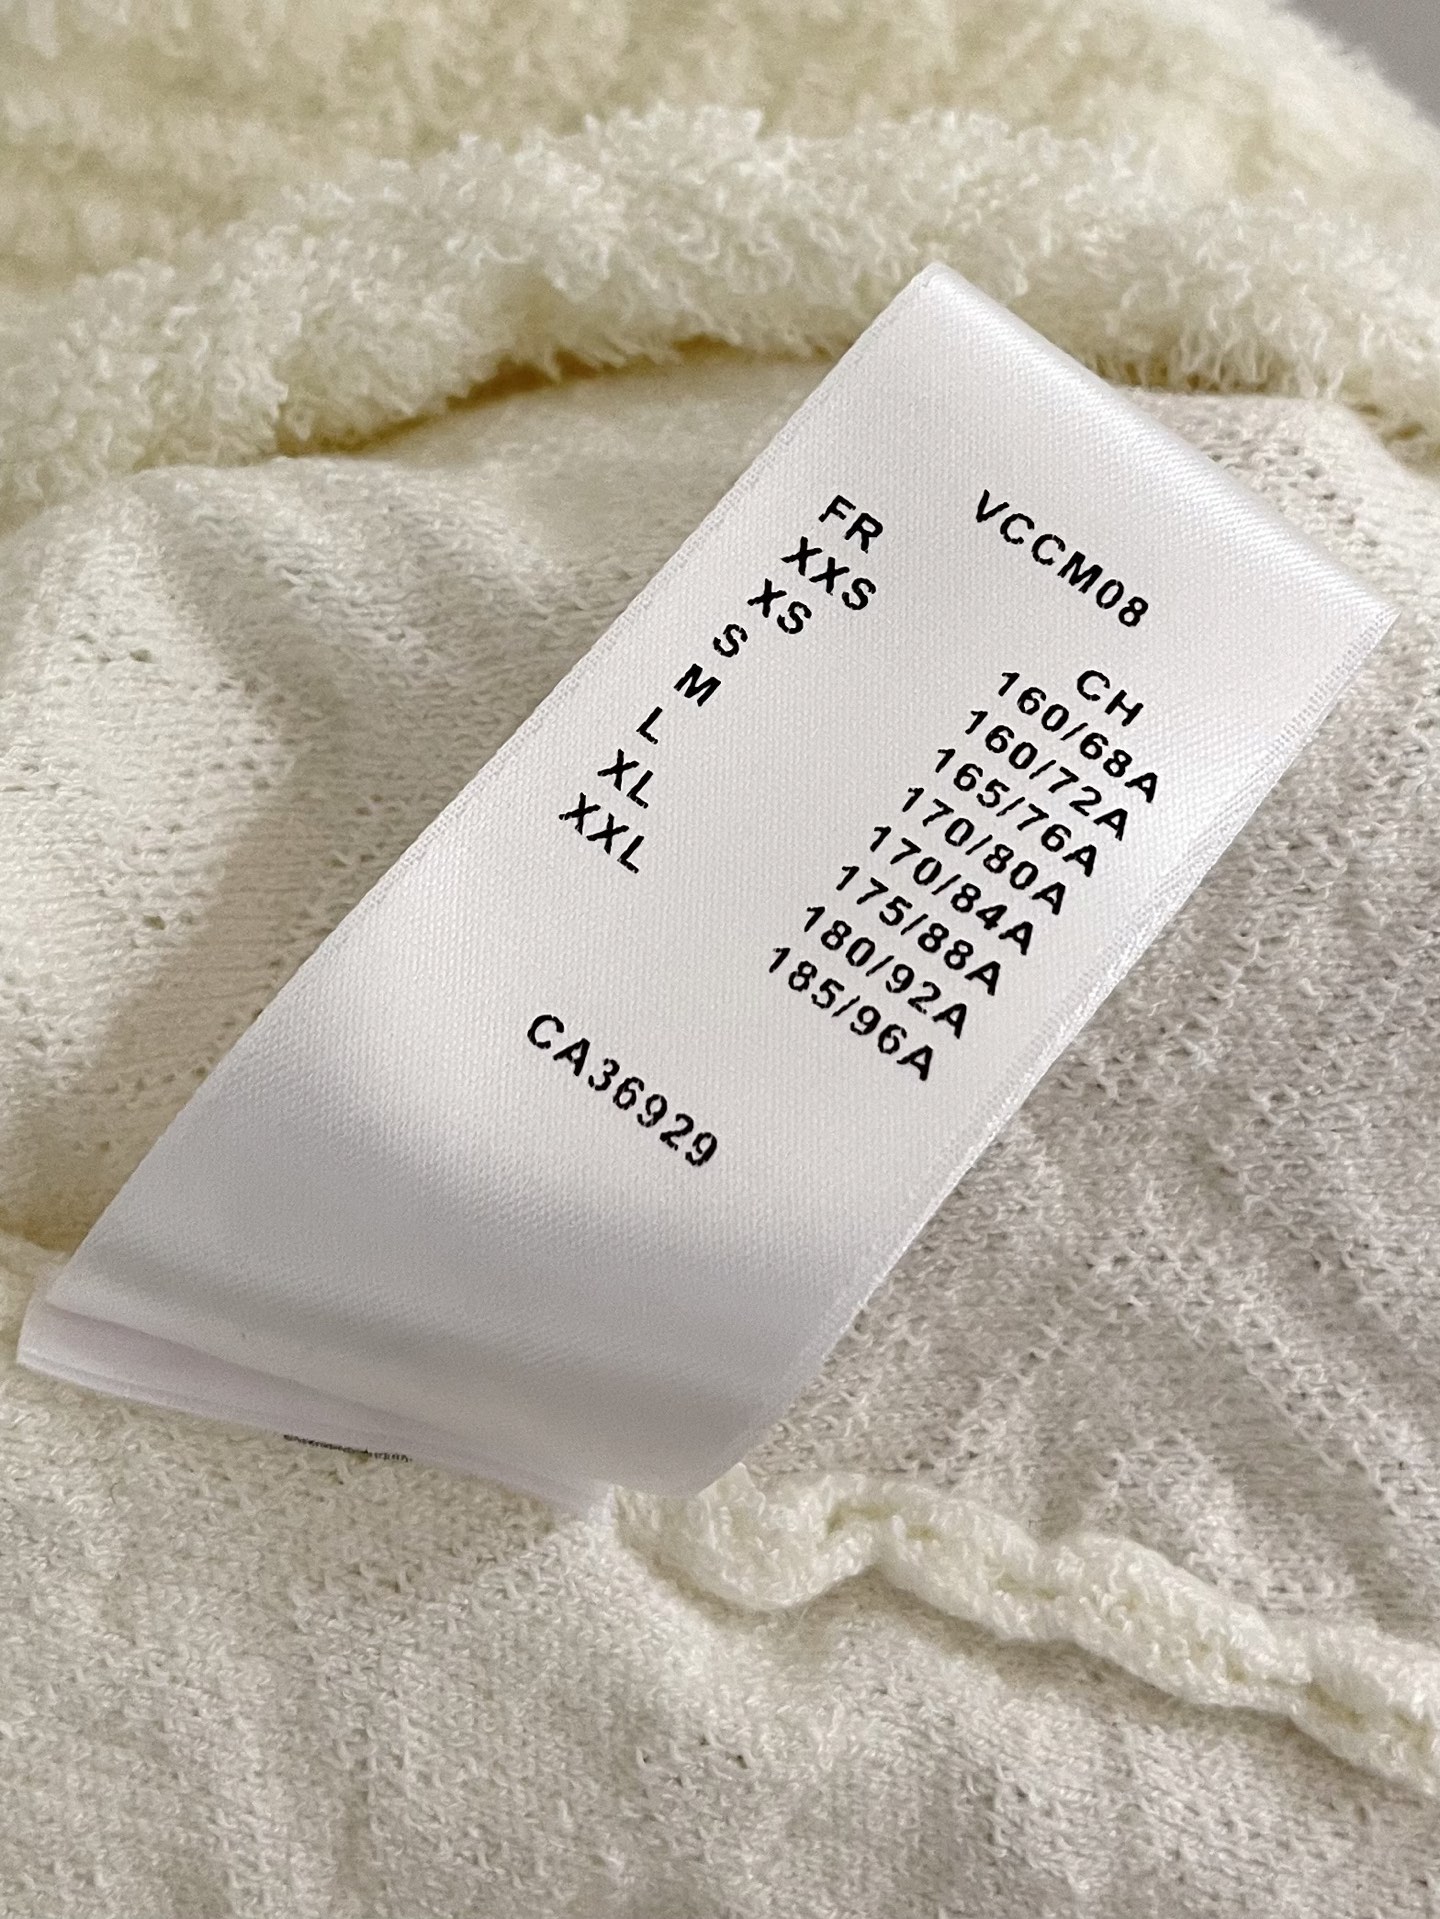 VCCM08
FR CH
XXS 160/68A
XS 160/72A
S 165/76A
M 170/80A
L 170/84A
XL 175/88A
XXL 180/92A
185/96A
CA36929